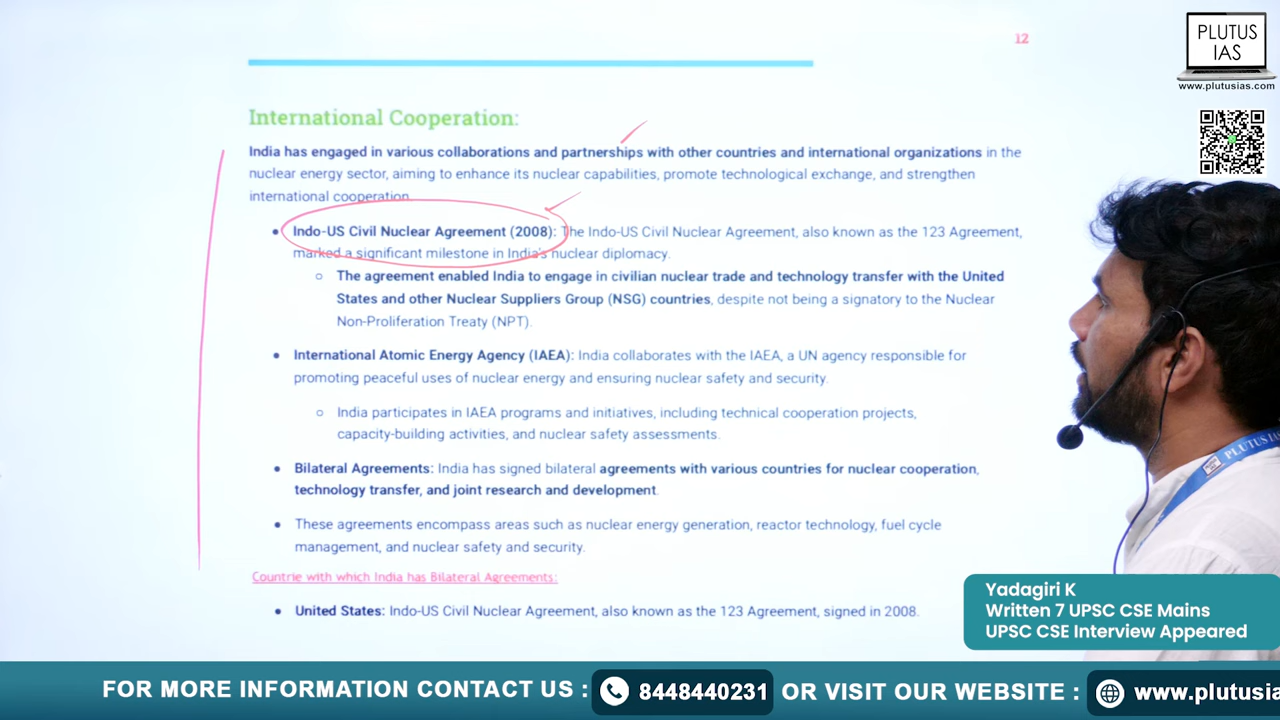 12
PLUTUS
IAS
www.plutusias.com
International Cooperation:
India has engaged in various collaborations and partnerships with other countries and international organizations in the
nuclear energy sector, aiming to enhance its nuclear capabilities, promote technological exchange, and strengthen
international cooperation.
• Indo-US Civil Nuclear Agreement (2008): The Indo-US Civil Nuclear Agreement, also known as the 123 Agreement,
marked a significant milestone in India's nuclear diplomacy.
○ The agreement enabled India to engage in civilian nuclear trade and technology transfer with the United
States and other Nuclear Suppliers Group (NSG) countries, despite not being a signatory to the Nuclear
Non-Proliferation Treaty (NPT).
• International Atomic Energy Agency (IAEA): India collaborates with the IAEA, a UN agency responsible for
promoting peaceful uses of nuclear energy and ensuring nuclear safety and security.
○ India participates in IAEA programs and initiatives, including technical cooperation projects,
capacity-building activities, and nuclear safety assessments.
• Bilateral Agreements: India has signed bilateral agreements with various countries for nuclear cooperation,
technology transfer, and joint research and development.
• These agreements encompass areas such as nuclear energy generation, reactor technology, fuel cycle
management, and nuclear safety and security.
Countrie with which India has Bilateral Agreements:
• United States: Indo-US Civil Nuclear Agreement, also known as the 123 Agreement, signed in 2008.
PLUTUS IAS
Yadagiri K
Written 7 UPSC CSE Mains
UPSC CSE Interview Appeared
FOR MORE INFORMATION CONTACT US : 8448440231 OR VISIT OUR WEBSITE : www.plutusia